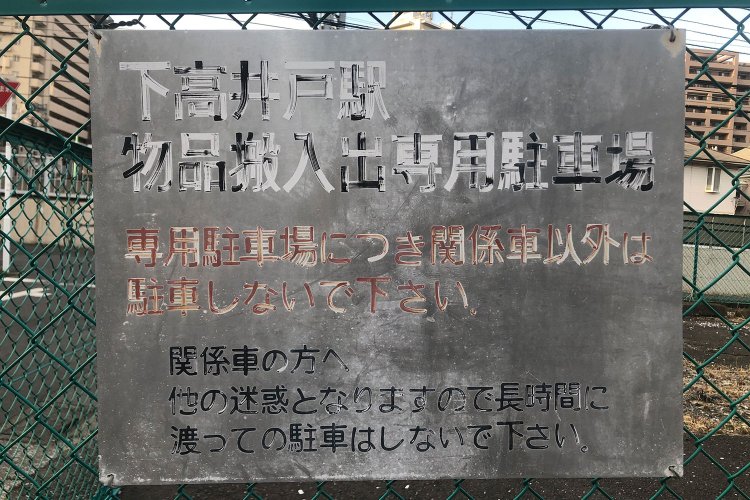 下高井戸駅
物品搬入出専用駐車場
専用駐車場につき関係車以外は
駐車しないで下さい。
関係車の方へ
他の迷惑となりますので長時間に
渡っての駐車はしないで下さい。